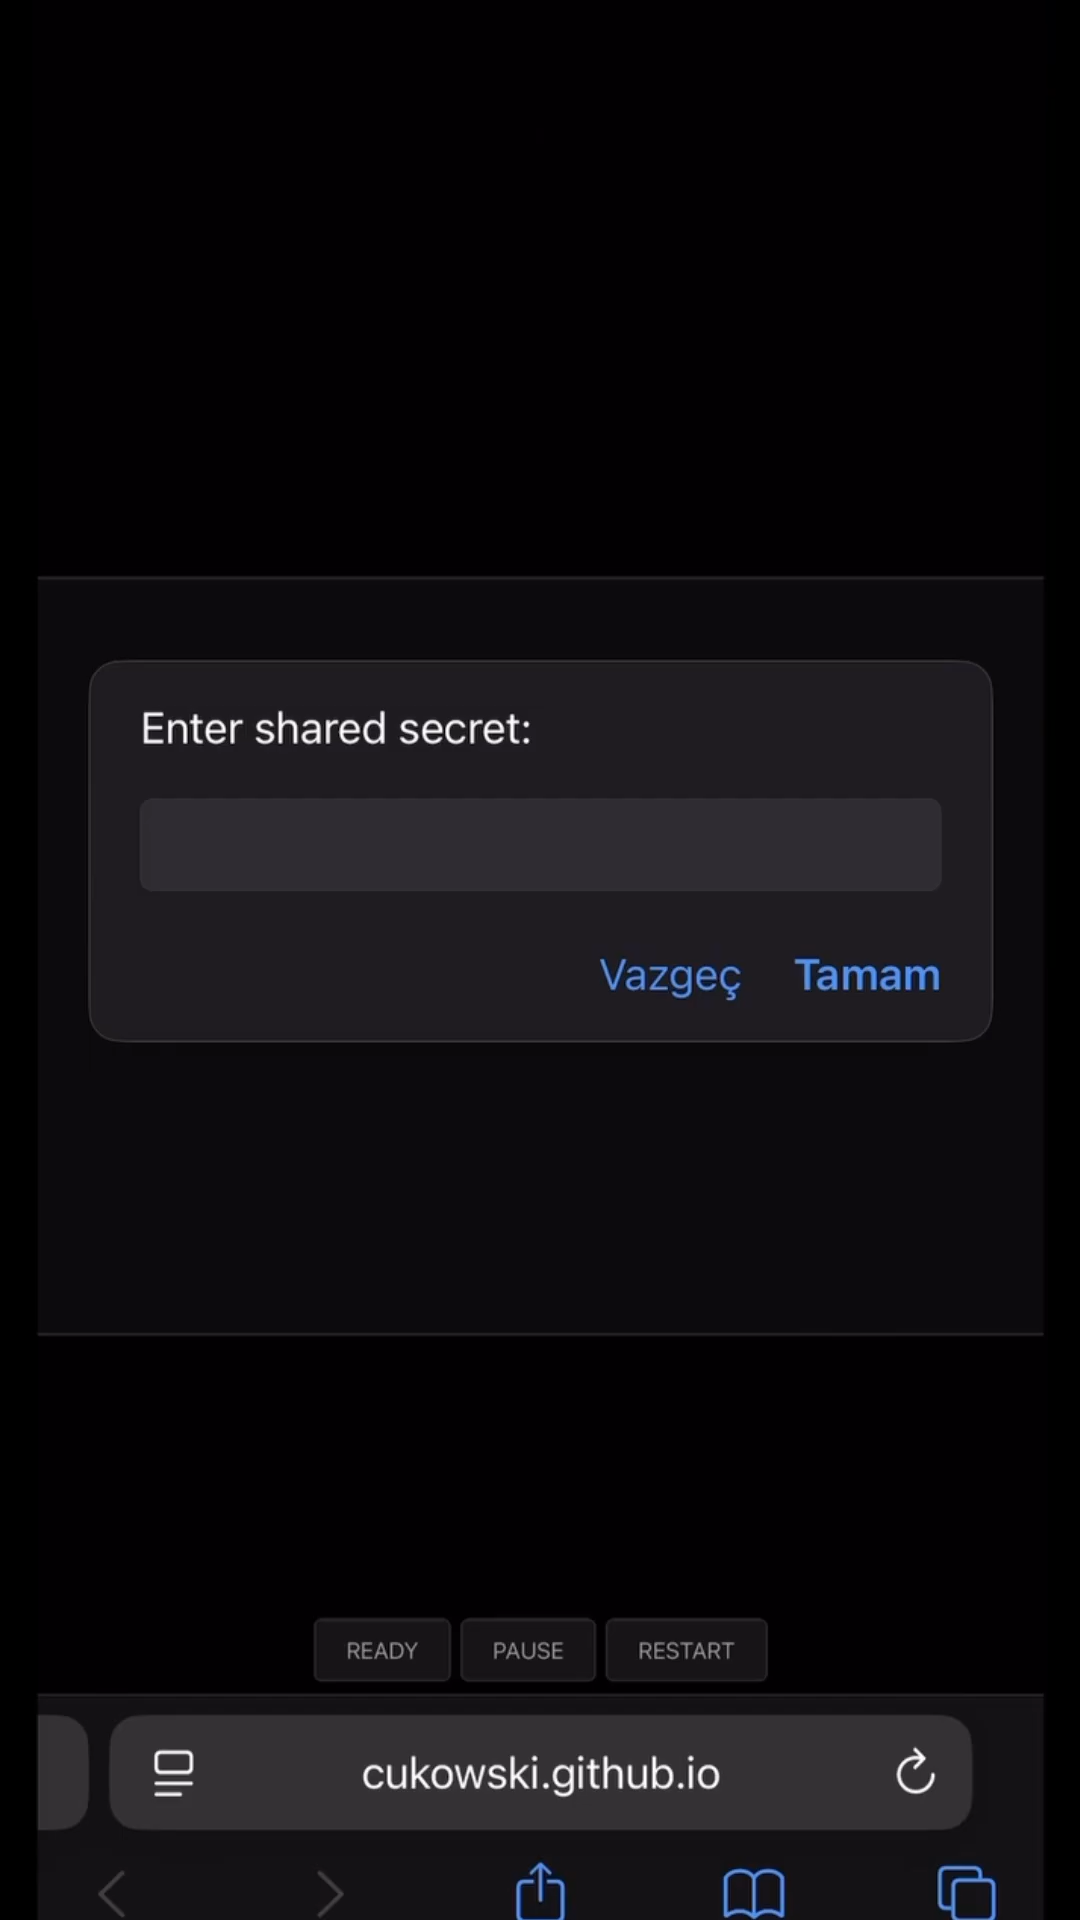 Enter shared secret:
Vazgeç Tamam
READY PAUSE RESTART
cukowski.github.io